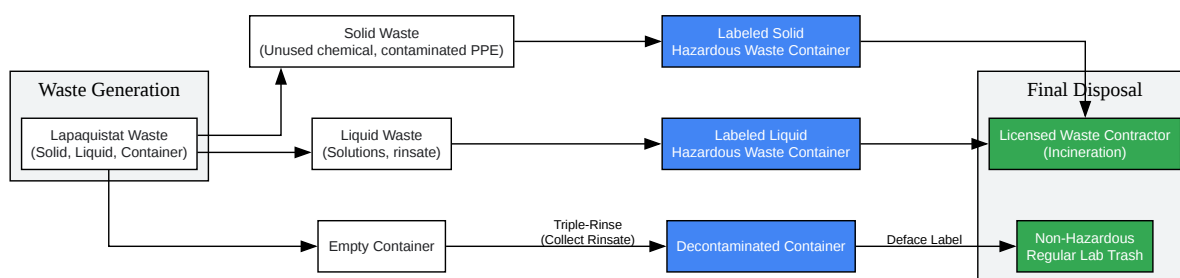 Solid Waste
(Unused chemical, contaminated PPE)
Labeled Solid
Hazardous Waste Container
Waste Generation
Final Disposal
Lapaquistat Waste
(Solid, Liquid, Container)
Liquid Waste
(Solutions, rinsate)
Labeled Liquid
Hazardous Waste Container
Licensed Waste Contractor
(Incineration)
Empty Container
Triple-Rinse
(Collect Rinsate)
Decontaminated Container
Deface Label
Non-Hazardous
Regular Lab Trash